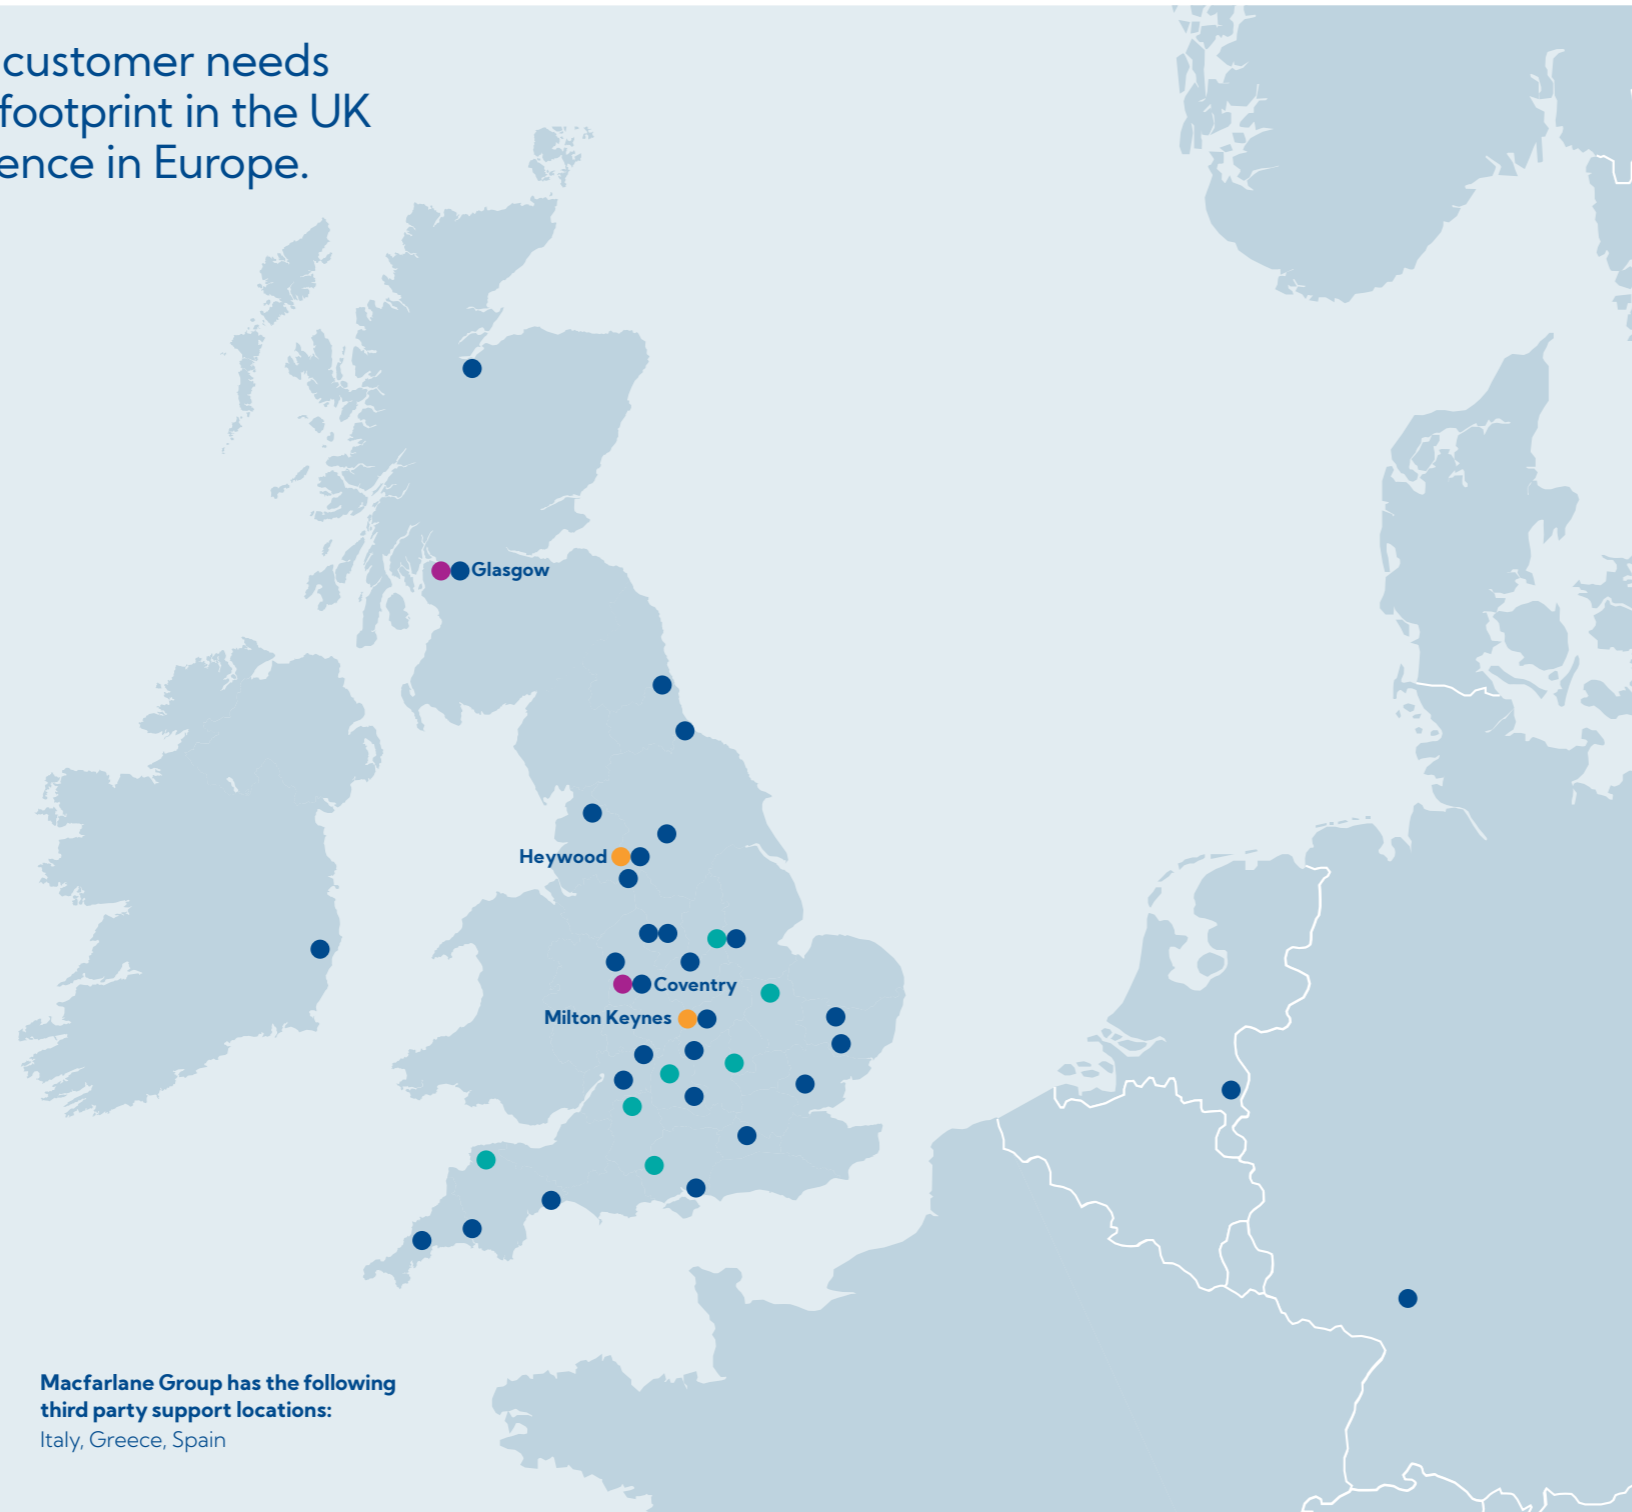 customer needs
footprint in the UK
ence in Europe.
Glasgow
Heywood
Coventry
Milton Keynes
Macfarlane Group has the following
third party support locations:
Italy, Greece, Spain